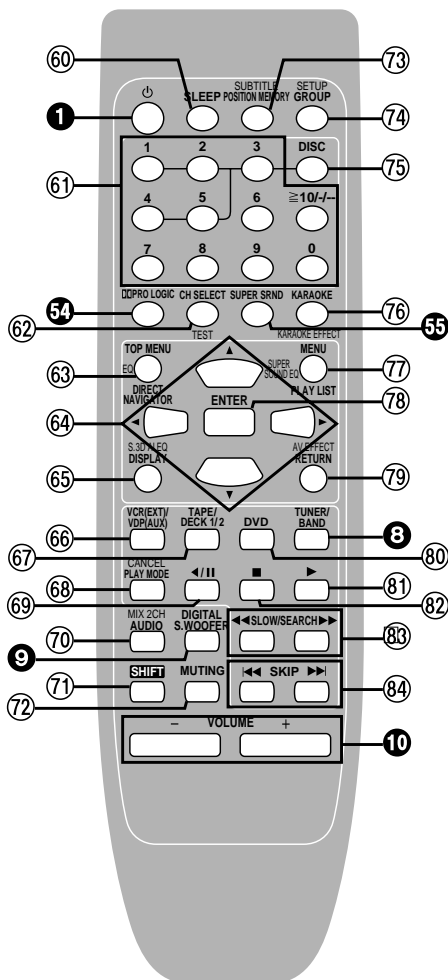 60 73
SUBTITLE SETUP
⏻ SLEEP POSITION MEMORY GROUP
1 74
1 2 3 DISC
61 75
4 5 6 ≧10/-/--
7 8 9 0
54 DDPRO LOGIC CH SELECT SUPER SRND KARAOKE 76
62 TEST KARAOKE EFFECT 55
TOP MENU ▲ MENU
63 EQ SUPER SOUND EQ 77
DIRECT NAVIGATOR ENTER PLAY LIST 78
64 ◄ ►
S.3D AI EQ AV EFFECT
65 DISPLAY RETURN 79
▼
VCR(EXT)/ TAPE/ TUNER/
66 VDP(AUX) DECK 1/2 DVD BAND 8
67 80
CANCEL
68 PLAY MODE ◄/II ■ ► 81
69 82
MIX 2CH DIGITAL
70 AUDIO S.WOOFER ◄◄SLOW/SEARCH►► 83
9
71 SHIFT MUTING |◄◄ SKIP ►►| 84
72
− VOLUME +
10